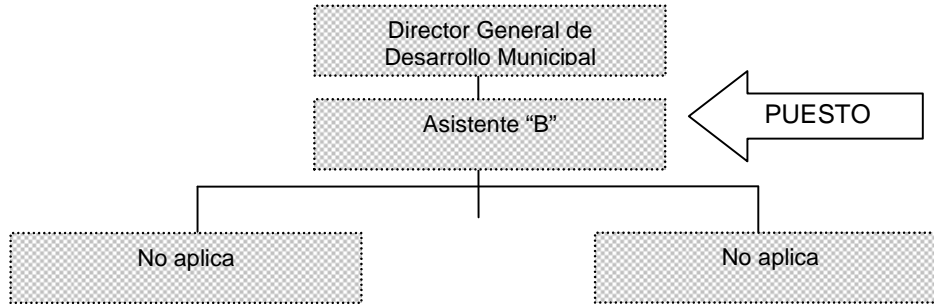 Director General de
Desarrollo Municipal
Asistente “B”
PUESTO
No aplica
No aplica